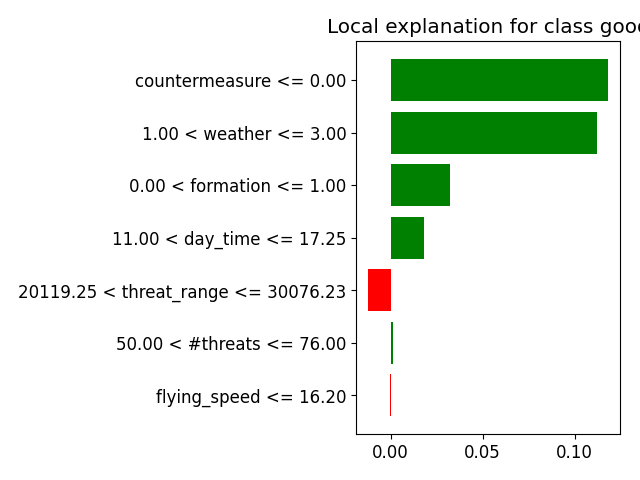 Local explanation for class good
countermeasure <= 0.00
1.00 < weather <= 3.00
0.00 < formation <= 1.00
11.00 < day_time <= 17.25
20119.25 < threat_range <= 30076.23
50.00 < #threats <= 76.00
flying_speed <= 16.20
0.00 0.05 0.10